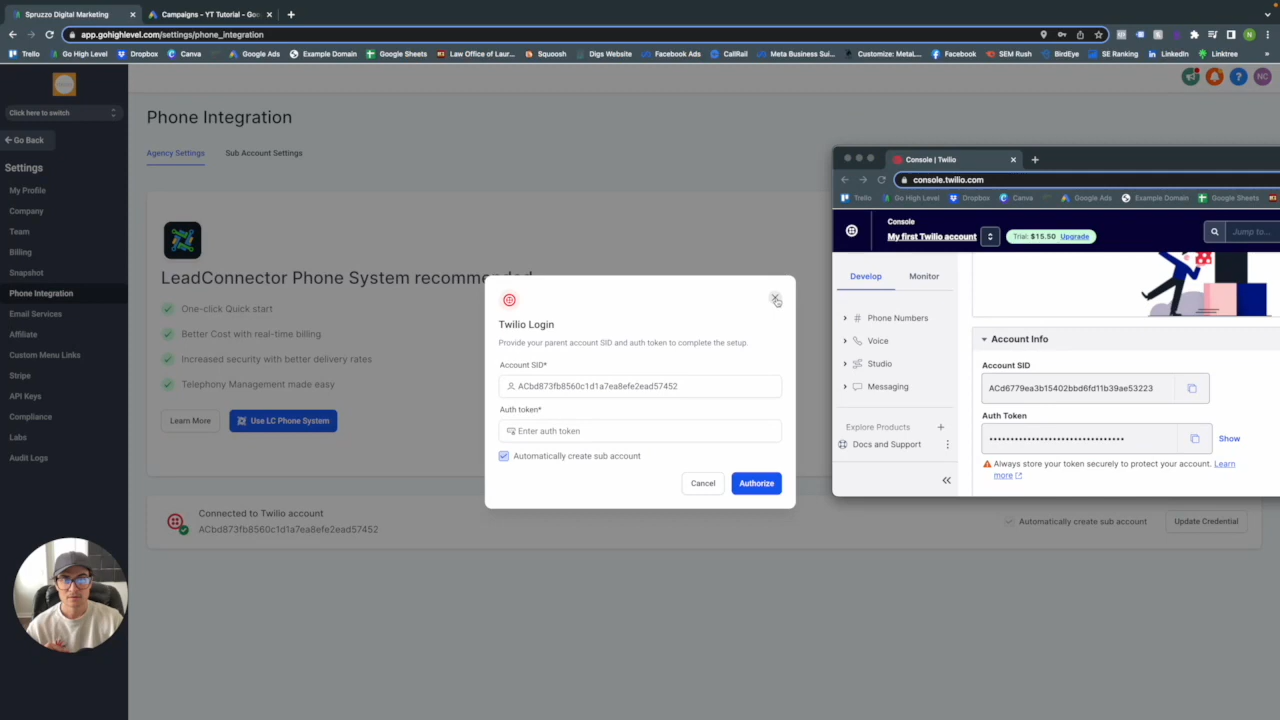 Spruzzo Digital Marketing
Campaigns - YT Tutorial - Goo
app.gohighlevel.com/settings/phone_integration
Trello
Go High Level
Dropbox
Canva
Google Ads
Example Domain
Google Sheets
Law Office of Laur...
Squoosh
Digs Website
Facebook Ads
CallRail
Meta Business Sui...
Customize: MetaL...
Facebook
SEM Rush
BirdEye
SE Ranking
LinkedIn
Linktree
»
NC
Click here to switch
Go Back
Settings
My Profile
Company
Team
Billing
Snapshot
Phone Integration
Email Services
Affiliate
Custom Menu Links
Stripe
API Keys
Compliance
Labs
Audit Logs
Phone Integration
Agency Settings
Sub Account Settings
LeadConnector Phone System recommended
One-click Quick start
Better Cost with real-time billing
Increased security with better delivery rates
Telephony Management made easy
Learn More
Use LC Phone System
Connected to Twilio account
ACbd873fb8560c1d1a7ea8efe2ead57452
Automatically create sub account
Update Credential
Twilio Login
Provide your parent account SID and auth token to complete the setup.
Account SID*
ACbd873fb8560c1d1a7ea8efe2ead57452
Auth token*
Enter auth token
Automatically create sub account
Cancel
Authorize
Console | Twilio
console.twilio.com
Trello
Go High Level
Dropbox
Canva
Google Ads
Example Domain
Google Sheets
Console
My first Twilio account
Trial: $15.50 Upgrade
Jump to...
Develop
Monitor
Phone Numbers
Voice
Studio
Messaging
Explore Products
Docs and Support
Account Info
Account SID
ACd6779ea3b15402bbd6fd11b39ae53223
Auth Token
Show
Always store your token securely to protect your account. Learn
more